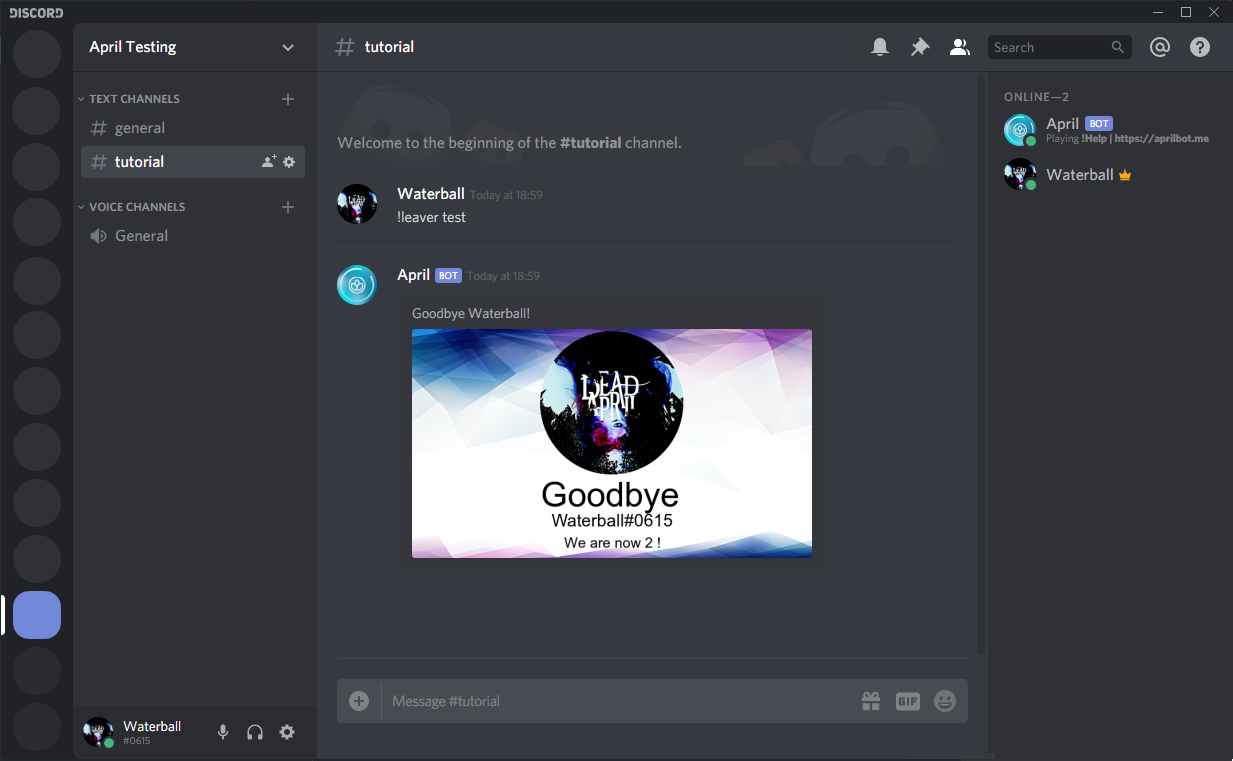 DISCORD
April Testing
TEXT CHANNELS
general
tutorial
VOICE CHANNELS
General
Waterball
#0615
tutorial
Search
Welcome to the beginning of the #tutorial channel.
Waterball Today at 18:59
!leaver test
April BOT Today at 18:59
Goodbye Waterball!
DEAD
APRIL
Goodbye
Waterball#0615
We are now 2 !
Message #tutorial
GIF
ONLINE—2
April BOT
Playing !Help | https://aprilbot.me
Waterball